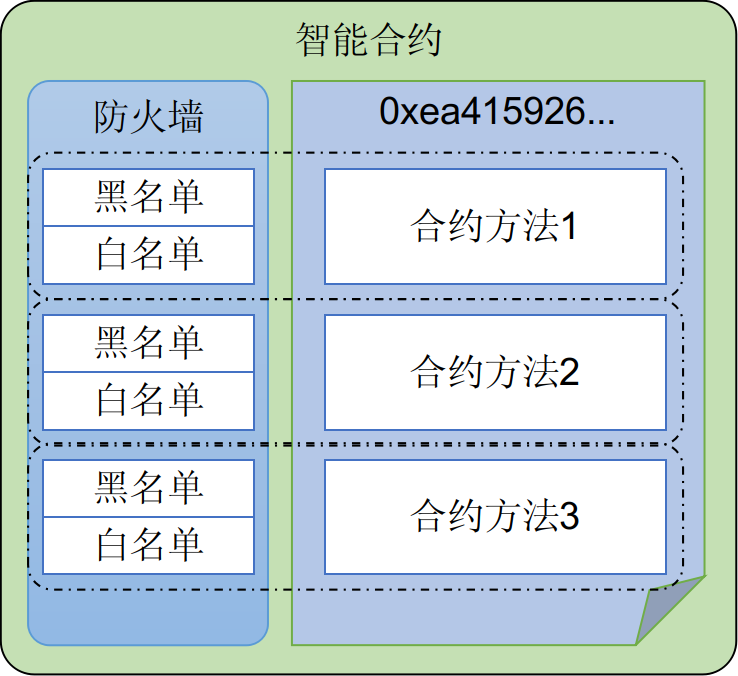 智能合约
防火墙
0xea415926...
黑名单
白名单
合约方法1
黑名单
白名单
合约方法2
黑名单
白名单
合约方法3